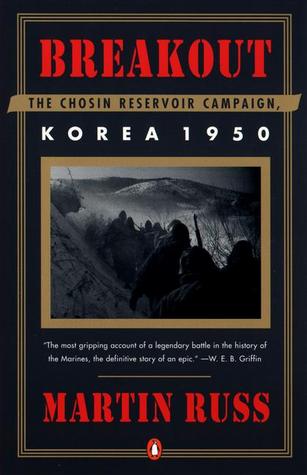 BREAKOUT
THE CHOSIN RESERVOIR CAMPAIGN,
KOREA 1950
"The most gripping account of a legendary battle in the history
of the Marines, the definitive story of an epic." —W. E. B. Griffin
MARTIN RUSS